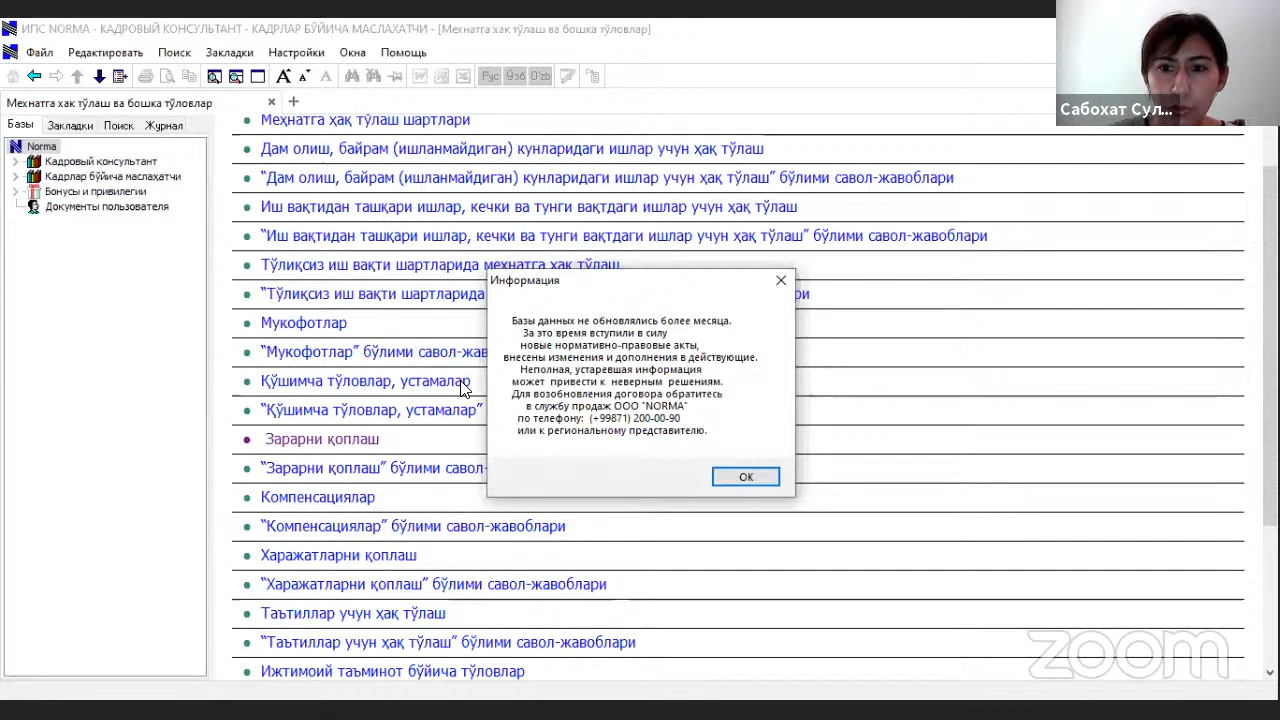 ИПС NORMA - КАДРОВЫЙ КОНСУЛЬТАНТ - КАДРЛАР БЎЙИЧА МАСЛАХАТЧИ - [Мехнатга хак тўлаш ва бошка тўловлар]
Файл Редактировать Поиск Закладки Настройки Окна Помощь
Рус Ўзб O'zb
Мехнатга хак тўлаш ва бошка тўловлар
Базы Закладки Поиск Журнал
Norma
Кадровый консультант
Кадрлар бўйича маслаҳатчи
Бонусы и привилегии
Документы пользователя
Меҳнатга ҳақ тўлаш шартлари
Дам олиш, байрам (ишланмайдиган) кунларидаги ишлар учун ҳақ тўлаш
“Дам олиш, байрам (ишланмайдиган) кунларидаги ишлар учун ҳақ тўлаш” бўлими савол-жавоблари
Иш вақтидан ташқари ишлар, кечки ва тунги вақтдаги ишлар учун ҳақ тўлаш
“Иш вақтидан ташқари ишлар, кечки ва тунги вақтдаги ишлар учун ҳақ тўлаш” бўлими савол-жавоблари
Тўлиқсиз иш вақти шартларида меҳнатга ҳақ тўлаш
“Тўлиқсиз иш вақти шартларида
Мукофотлар
“Мукофотлар” бўлими савол-жав
Қўшимча тўловлар, устамалар
“Қўшимча тўловлар, устамалар”
Зарарни қоплаш
“Зарарни қоплаш” бўлими савол-
Компенсациялар
“Компенсациялар” бўлими савол-жавоблари
Харажатларни қоплаш
“Харажатларни қоплаш” бўлими савол-жавоблари
Таътиллар учун ҳақ тўлаш
“Таътиллар учун ҳақ тўлаш” бўлими савол-жавоблари
Ижтимоий таъминот бўйича тўловлар
Информация
Базы данных не обновлялись более месяца.
За это время вступили в силу
новые нормативно-правовые акты,
внесены изменения и дополнения в действующие.
Неполная, устаревшая информация
может привести к неверным решениям.
Для возобновления договора обратитесь
в службу продаж ООО "NORMA"
по телефону: (+99871) 200-00-90
или к региональному представителю.
OK
Сабохат Сул...
zoom